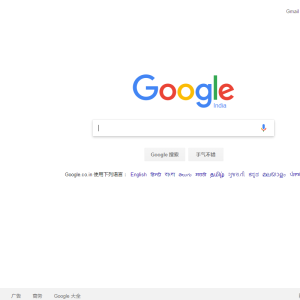 Gmail
Google
India
Google 搜索 手气不错
Google.co.in 使用下列语言： English हिन्दी বাংলা తెలుగు मराठी தமிழ் ગુજરાતી ಕನ್ನಡ മലയാളം
广告 商务 Google 大全